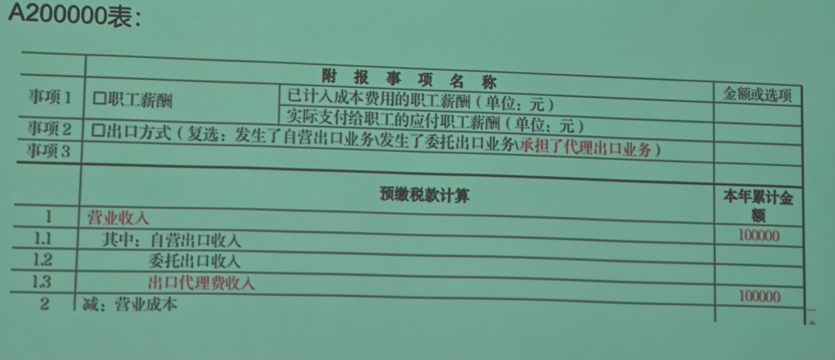 A200000表：
附 报 事 项 名 称 金额或选项
事项1 □职工薪酬 已计入成本费用的职工薪酬（单位：元）
实际支付给职工的应付职工薪酬（单位：元）
事项2 □出口方式（复选：发生了自营出口业务\发生了委托出口业务\承担了代理出口业务）
事项3
预缴税款计算 本年累计金额
1 营业收入 100000
1.1 其中：自营出口收入
1.2 委托出口收入
1.3 出口代理费收入 100000
2 减：营业成本